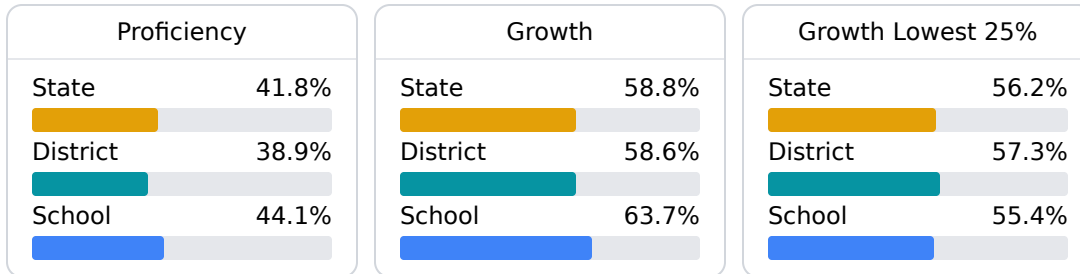 Proficiency
State 41.8%
District 38.9%
School 44.1%
Growth
State 58.8%
District 58.6%
School 63.7%
Growth Lowest 25%
State 56.2%
District 57.3%
School 55.4%